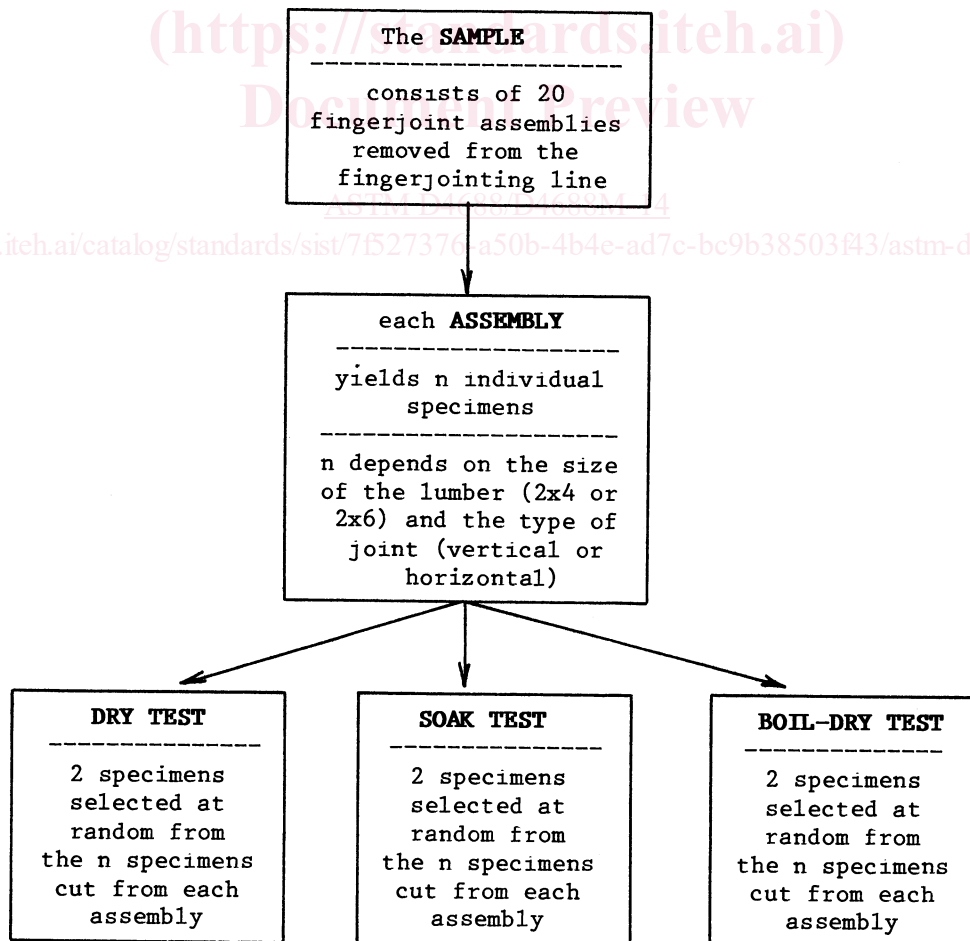 (https://standards.iteh.ai)
The SAMPLE
Document Preview
consists of 20
fingerjoint assemblies
removed from the
fingerjointing line
ASTM D4688/D4688M-14
.iteh.ai/catalog/standards/sist/7f527376-a50b-4b4e-ad7c-bc9b38503f43/astm-d
each ASSEMBLY
yields n individual
specimens
n depends on the size
of the lumber (2x4 or
2x6) and the type of
joint (vertical or
horizontal)
DRY TEST
2 specimens
selected at
random from
the n specimens
cut from each
assembly
SOAK TEST
2 specimens
selected at
random from
the n specimens
cut from each
assembly
BOIL-DRY TEST
2 specimens
selected at
random from
the n specimens
cut from each
assembly